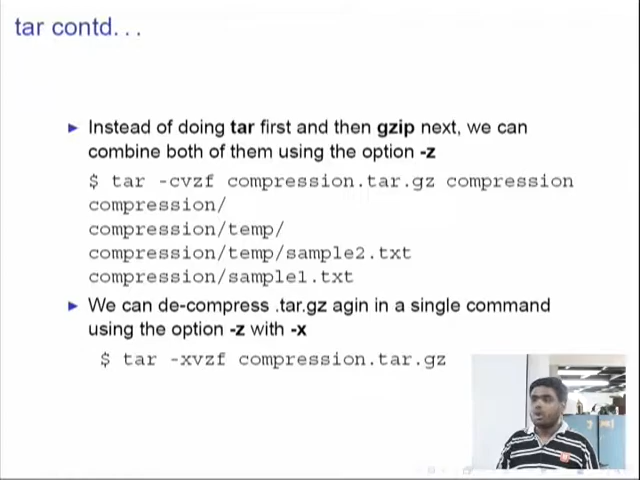 tar contd. . .
► Instead of doing tar first and then gzip next, we can
combine both of them using the option -z
$ tar -cvzf compression.tar.gz compression
compression/
compression/temp/
compression/temp/sample2.txt
compression/sample1.txt
► We can de-compress .tar.gz agin in a single command
using the option -z with -x
$ tar -xvzf compression.tar.gz